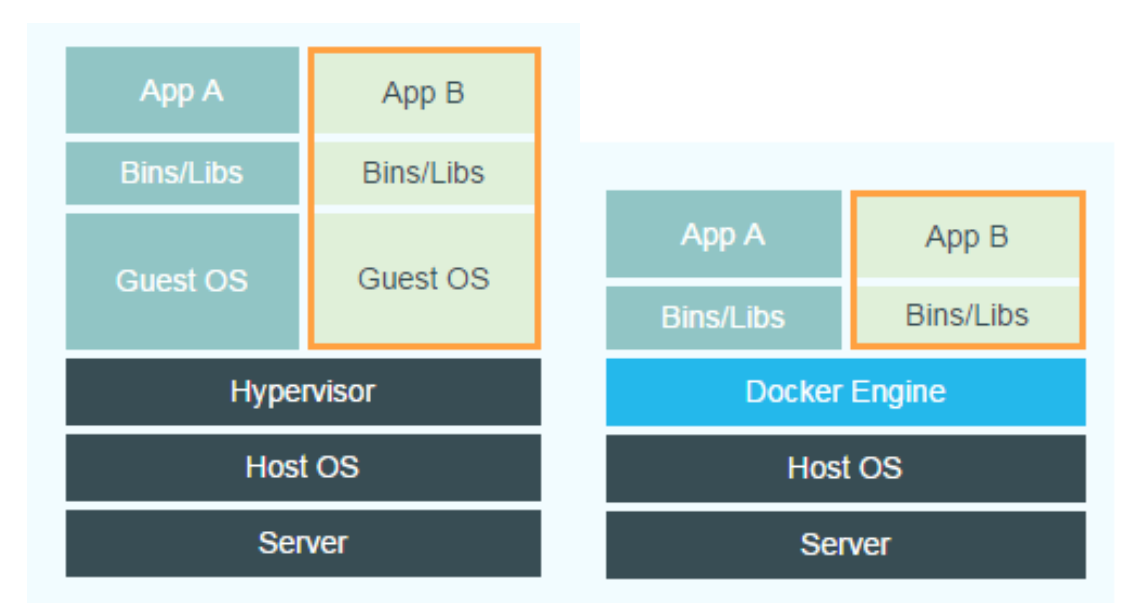 App A
App B
Bins/Libs
Bins/Libs
Guest OS
Guest OS
Hypervisor
Host OS
Server
App A
App B
Bins/Libs
Bins/Libs
Docker Engine
Host OS
Server